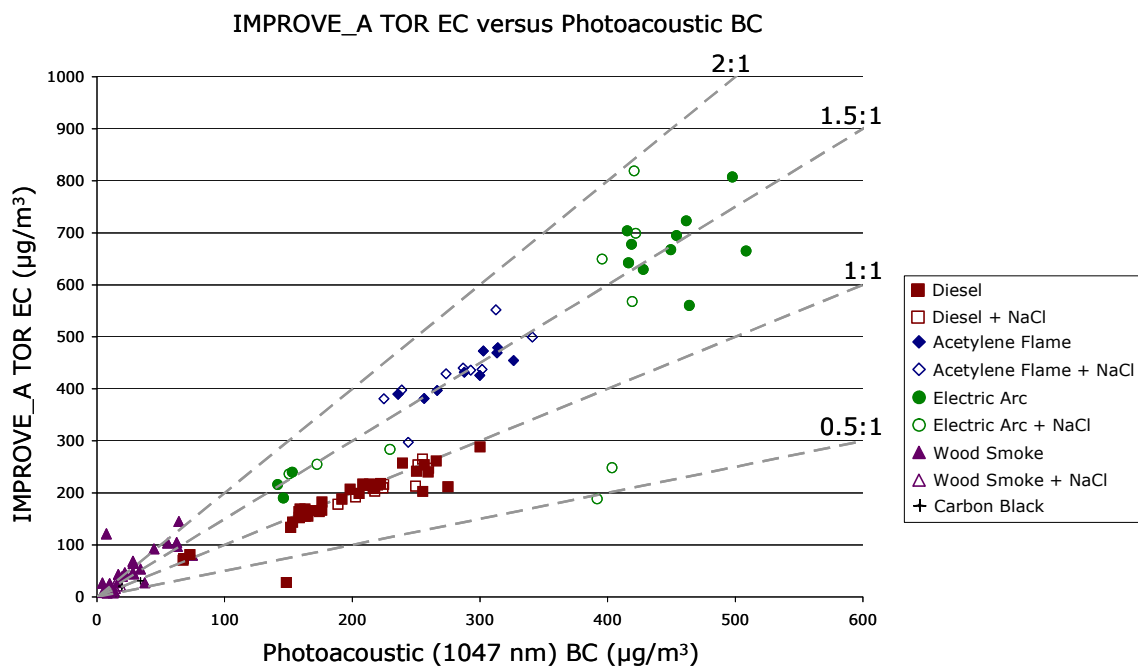 IMPROVE_A TOR EC versus Photoacoustic BC
2:1
1.5:1
1:1
0.5:1
1000
900
800
700
600
500
400
300
200
100
0
IMPROVE_A TOR EC (µg/m³)
0 100 200 300 400 500 600
Photoacoustic (1047 nm) BC (µg/m³)
Diesel
Diesel + NaCl
Acetylene Flame
Acetylene Flame + NaCl
Electric Arc
Electric Arc + NaCl
Wood Smoke
Wood Smoke + NaCl
Carbon Black